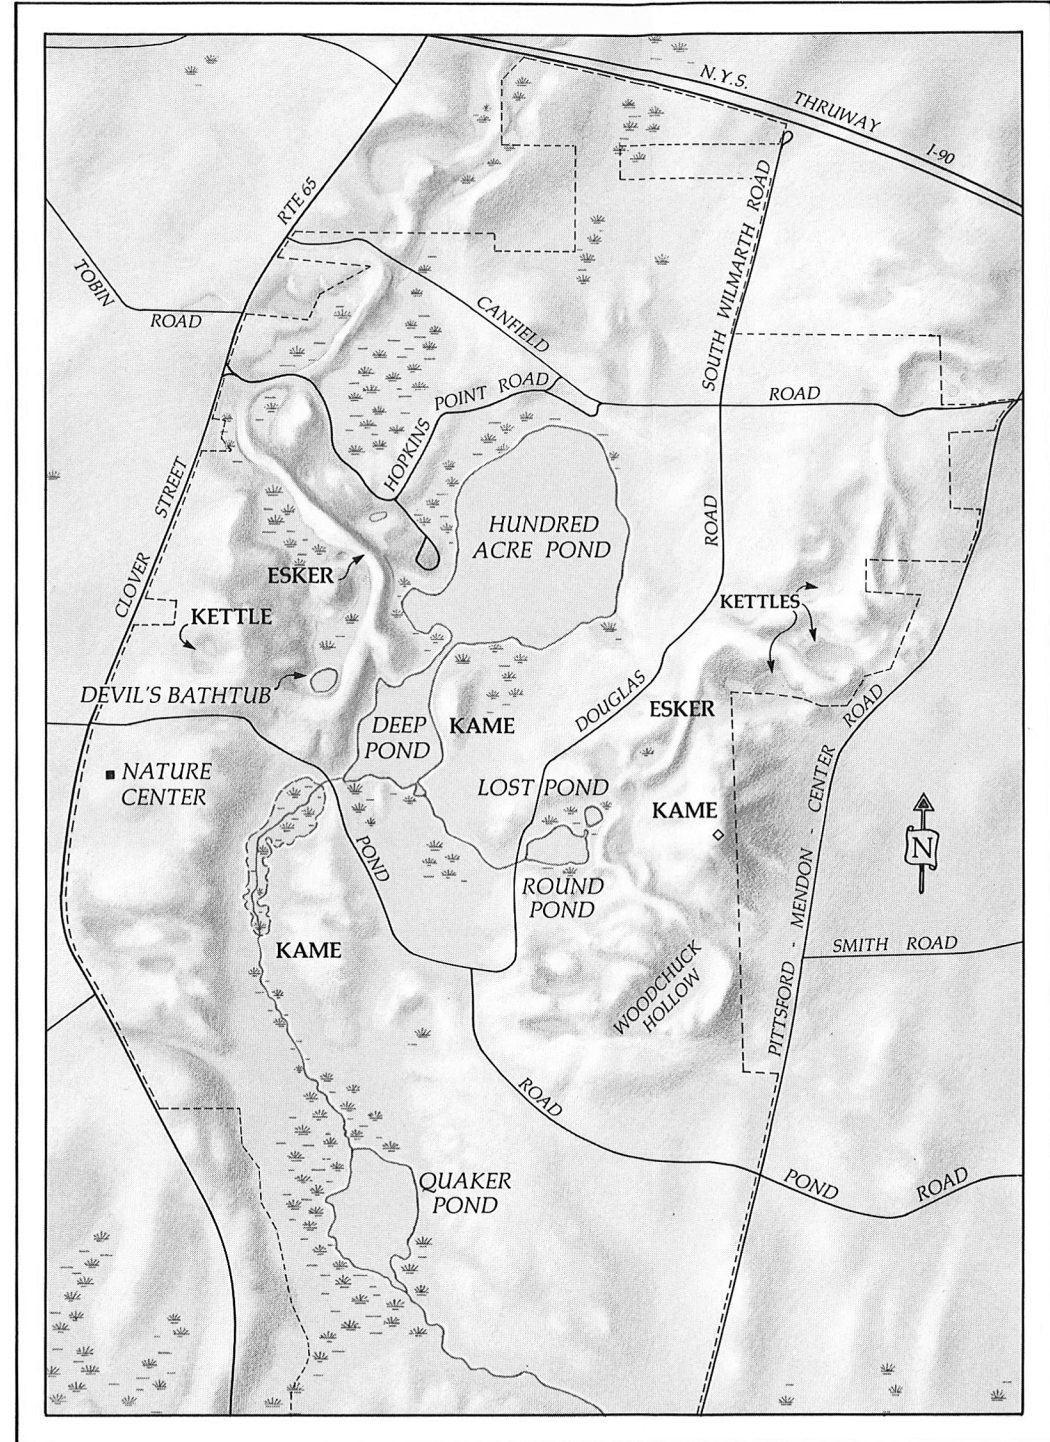 N.Y.S.
THRUWAY
I-90
RTE 65
SOUTH WILMARTH ROAD
TOBIN
ROAD
CANFIELD
ROAD
HOPKINS
POINT ROAD
CLOVER
STREET
HUNDRED
ACRE POND
ROAD
ESKER
KETTLE
KETTLES
DEVIL'S BATHTUB
DEEP
POND
KAME
DOUGLAS
ESKER
ROAD
NATURE
CENTER
LOST POND
KAME
PITTSFORD - MENDON - CENTER
N
POND
ROUND
POND
KAME
WOODCHUCK
HOLLOW
SMITH ROAD
ROAD
QUAKER
POND
POND
ROAD